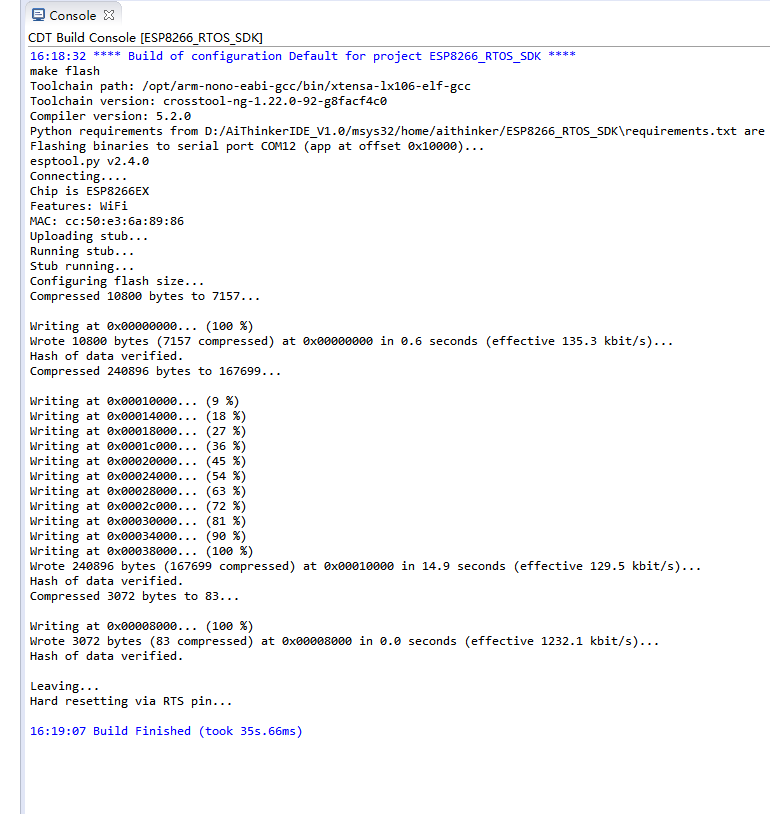 Console
CDT Build Console [ESP8266_RTOS_SDK]
16:18:32 **** Build of configuration Default for project ESP8266_RTOS_SDK ****
make flash
Toolchain path: /opt/arm-nono-eabi-gcc/bin/xtensa-lx106-elf-gcc
Toolchain version: crosstool-ng-1.22.0-92-g8facf4c0
Compiler version: 5.2.0
Python requirements from D:/AiThinkerIDE_V1.0/msys32/home/aithinker/ESP8266_RTOS_SDK\requirements.txt are
Flashing binaries to serial port COM12 (app at offset 0x10000)...
esptool.py v2.4.0
Connecting....
Chip is ESP8266EX
Features: WiFi
MAC: cc:50:e3:6a:89:86
Uploading stub...
Running stub...
Stub running...
Configuring flash size...
Compressed 10800 bytes to 7157...
Writing at 0x00000000... (100 %)
Wrote 10800 bytes (7157 compressed) at 0x00000000 in 0.6 seconds (effective 135.3 kbit/s)...
Hash of data verified.
Compressed 240896 bytes to 167699...
Writing at 0x00010000... (9 %)
Writing at 0x00014000... (18 %)
Writing at 0x00018000... (27 %)
Writing at 0x0001c000... (36 %)
Writing at 0x00020000... (45 %)
Writing at 0x00024000... (54 %)
Writing at 0x00028000... (63 %)
Writing at 0x0002c000... (72 %)
Writing at 0x00030000... (81 %)
Writing at 0x00034000... (90 %)
Writing at 0x00038000... (100 %)
Wrote 240896 bytes (167699 compressed) at 0x00010000 in 14.9 seconds (effective 129.5 kbit/s)...
Hash of data verified.
Compressed 3072 bytes to 83...
Writing at 0x00008000... (100 %)
Wrote 3072 bytes (83 compressed) at 0x00008000 in 0.0 seconds (effective 1232.1 kbit/s)...
Hash of data verified.
Leaving...
Hard resetting via RTS pin...
16:19:07 Build Finished (took 35s.66ms)